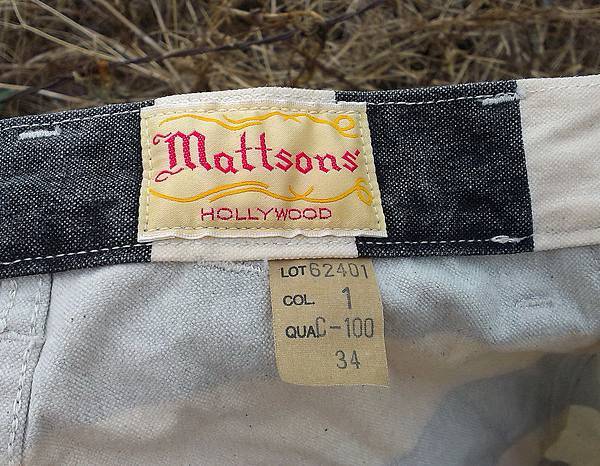 Mattsons'
HOLLYWOOD
LOT 62401
COL. 1
QUA. C-100
34